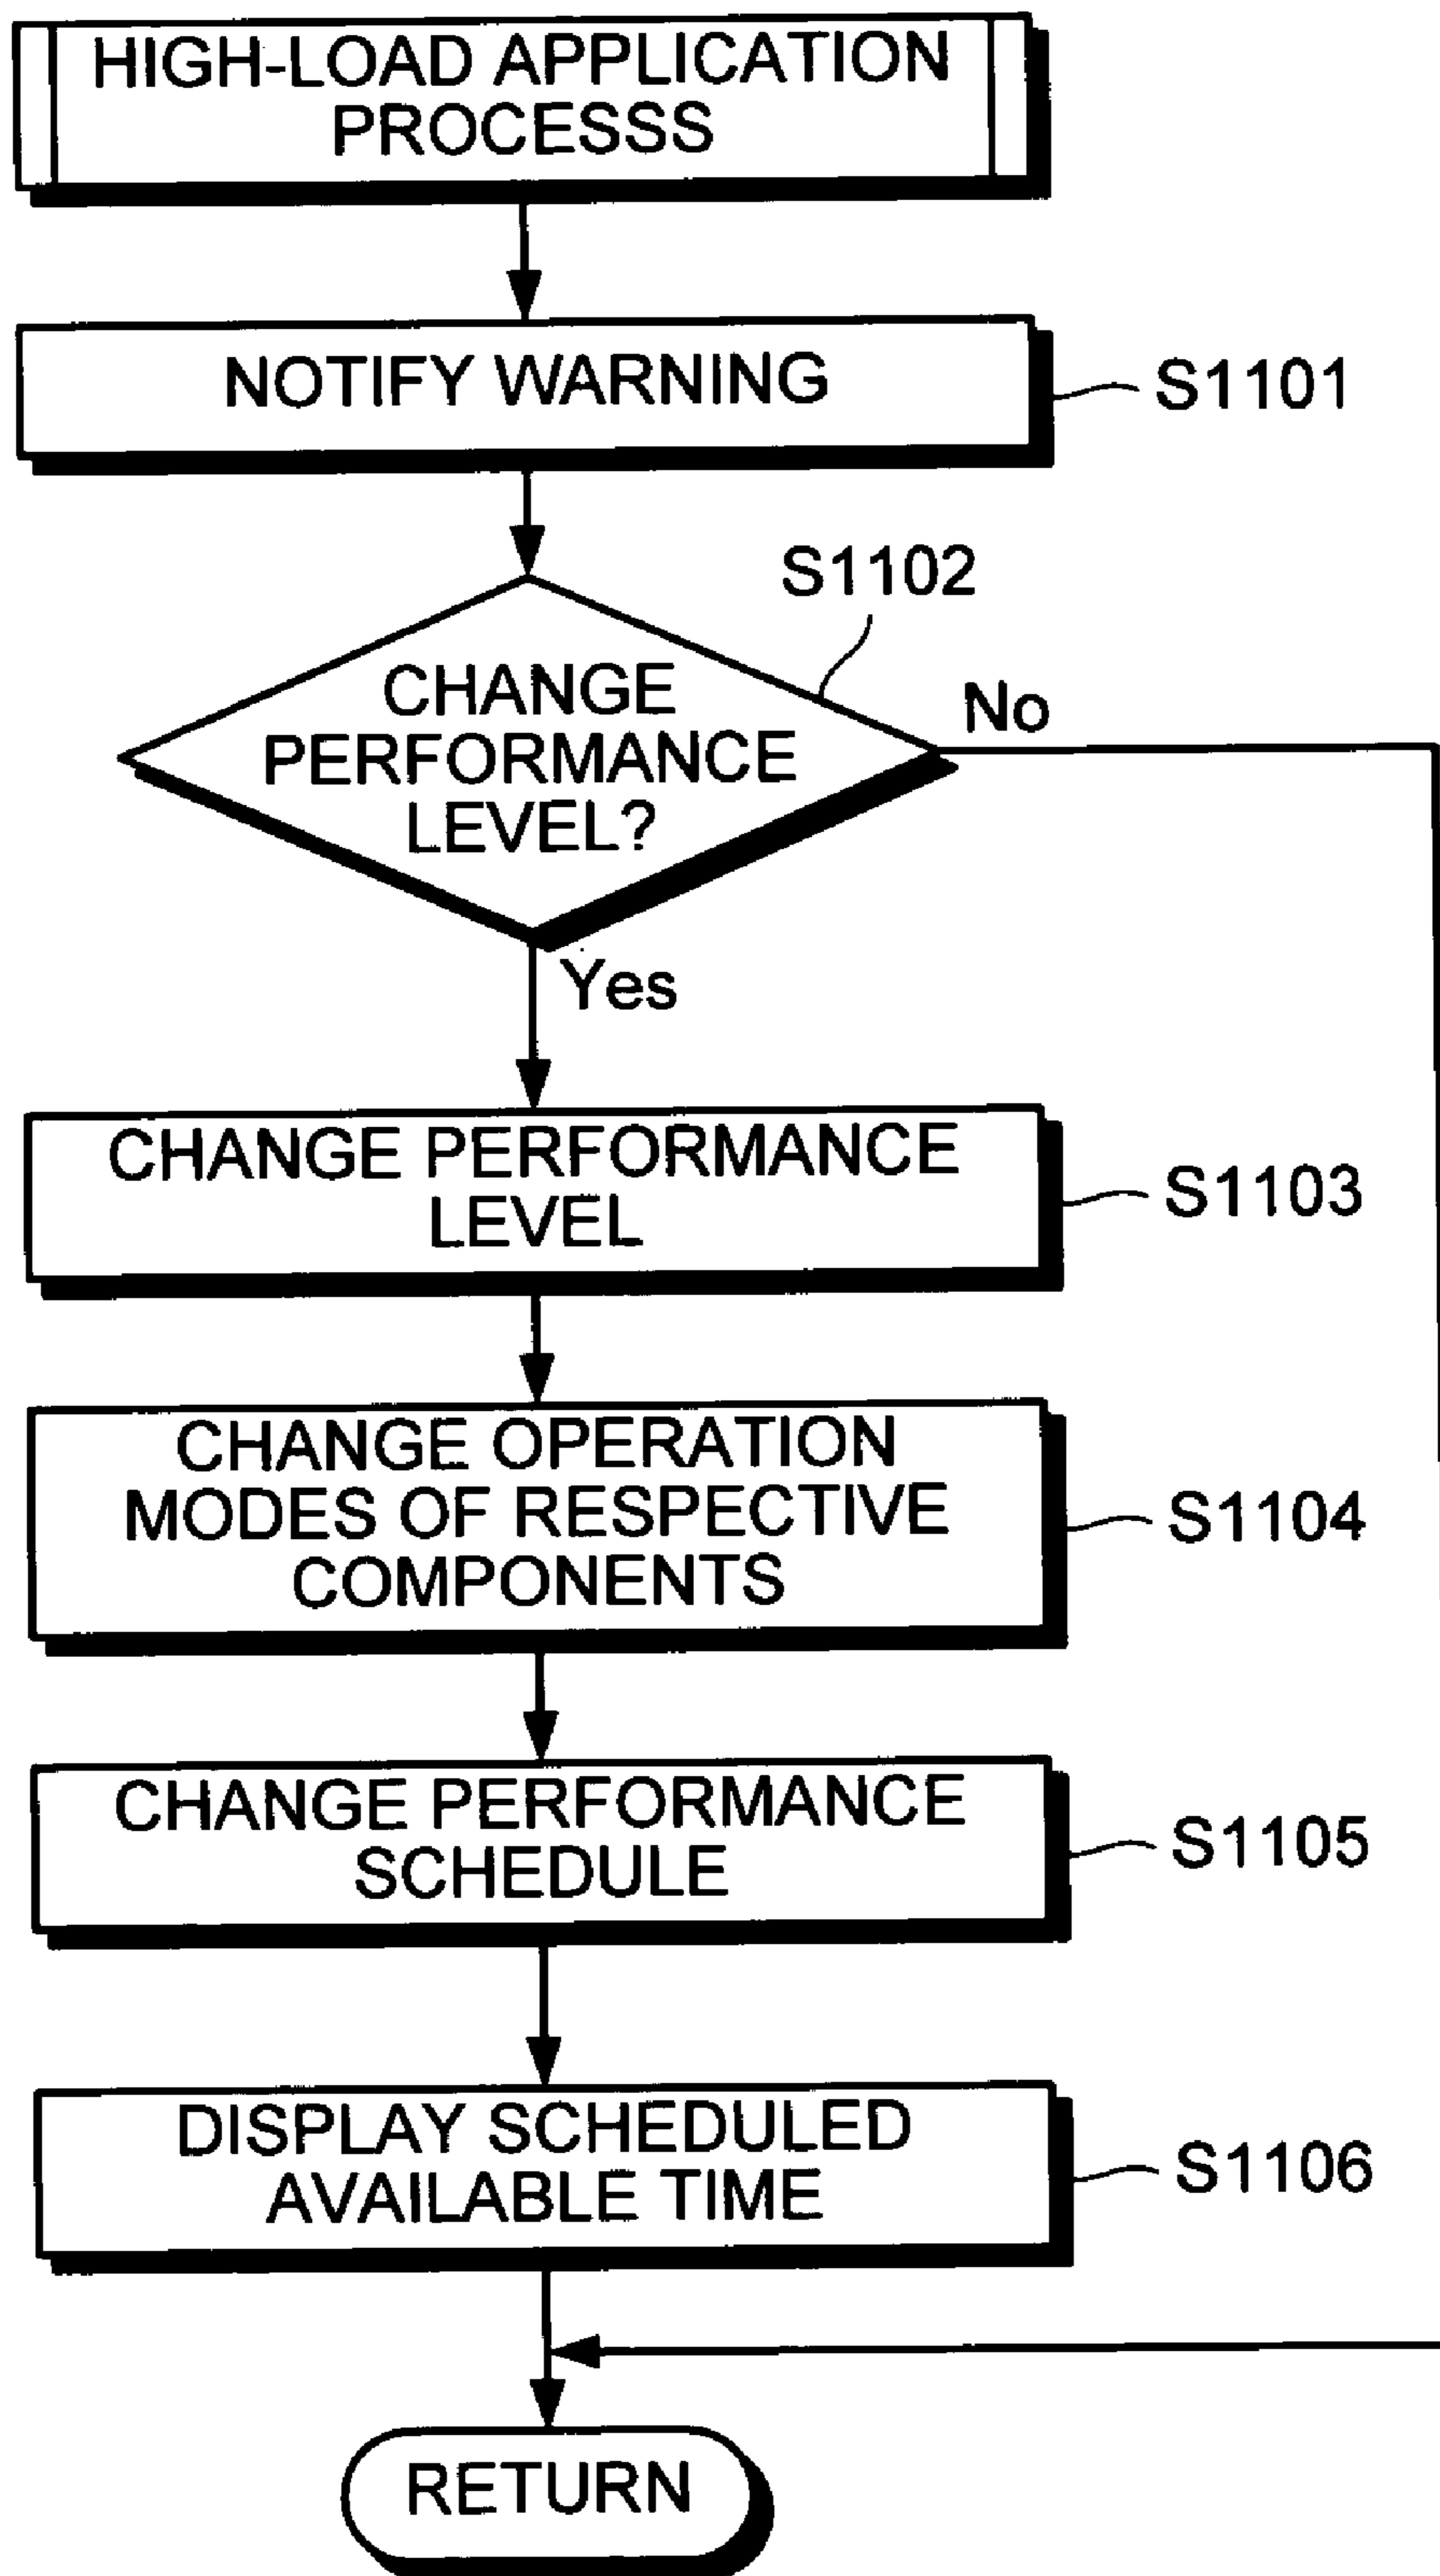 HIGH-LOAD APPLICATION
PROCESSS
NOTIFY WARNING
S1101
S1102
CHANGE
PERFORMANCE
LEVEL?
No
Yes
CHANGE PERFORMANCE
LEVEL
S1103
CHANGE OPERATION
MODES OF RESPECTIVE
COMPONENTS
S1104
CHANGE PERFORMANCE
SCHEDULE
S1105
DISPLAY SCHEDULED
AVAILABLE TIME
S1106
RETURN